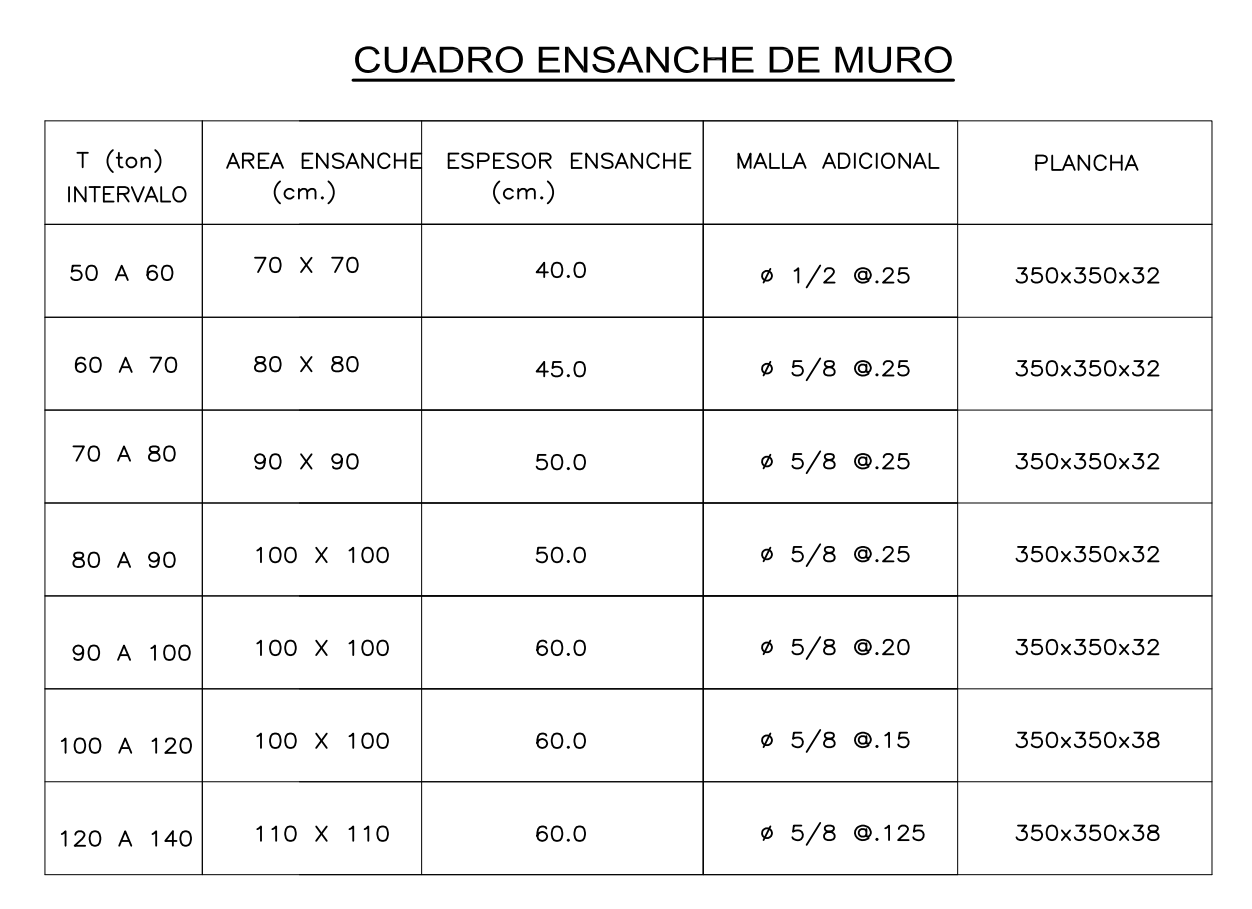 CUADRO ENSANCHE DE MURO
T (ton) INTERVALO AREA ENSANCHE (cm.) ESPESOR ENSANCHE (cm.) MALLA ADICIONAL PLANCHA
50 A 60 70 X 70 40.0 ø 1/2 @.25 350x350x32
60 A 70 80 X 80 45.0 ø 5/8 @.25 350x350x32
70 A 80 90 X 90 50.0 ø 5/8 @.25 350x350x32
80 A 90 100 X 100 50.0 ø 5/8 @.25 350x350x32
90 A 100 100 X 100 60.0 ø 5/8 @.20 350x350x32
100 A 120 100 X 100 60.0 ø 5/8 @.15 350x350x38
120 A 140 110 X 110 60.0 ø 5/8 @.125 350x350x38